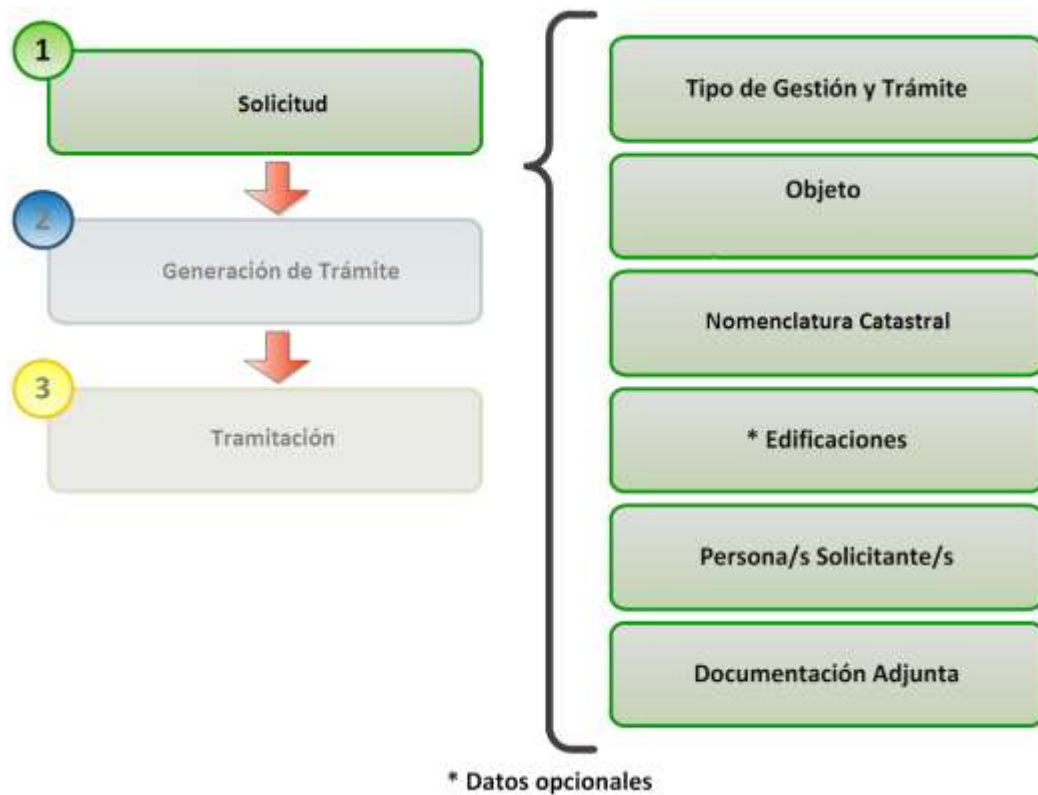 1
Solicitud
2
Generación de Trámite
3
Tramitación
Tipo de Gestión y Trámite
Objeto
Nomenclatura Catastral
* Edificaciones
Persona/s Solicitante/s
Documentación Adjunta
* Datos opcionales